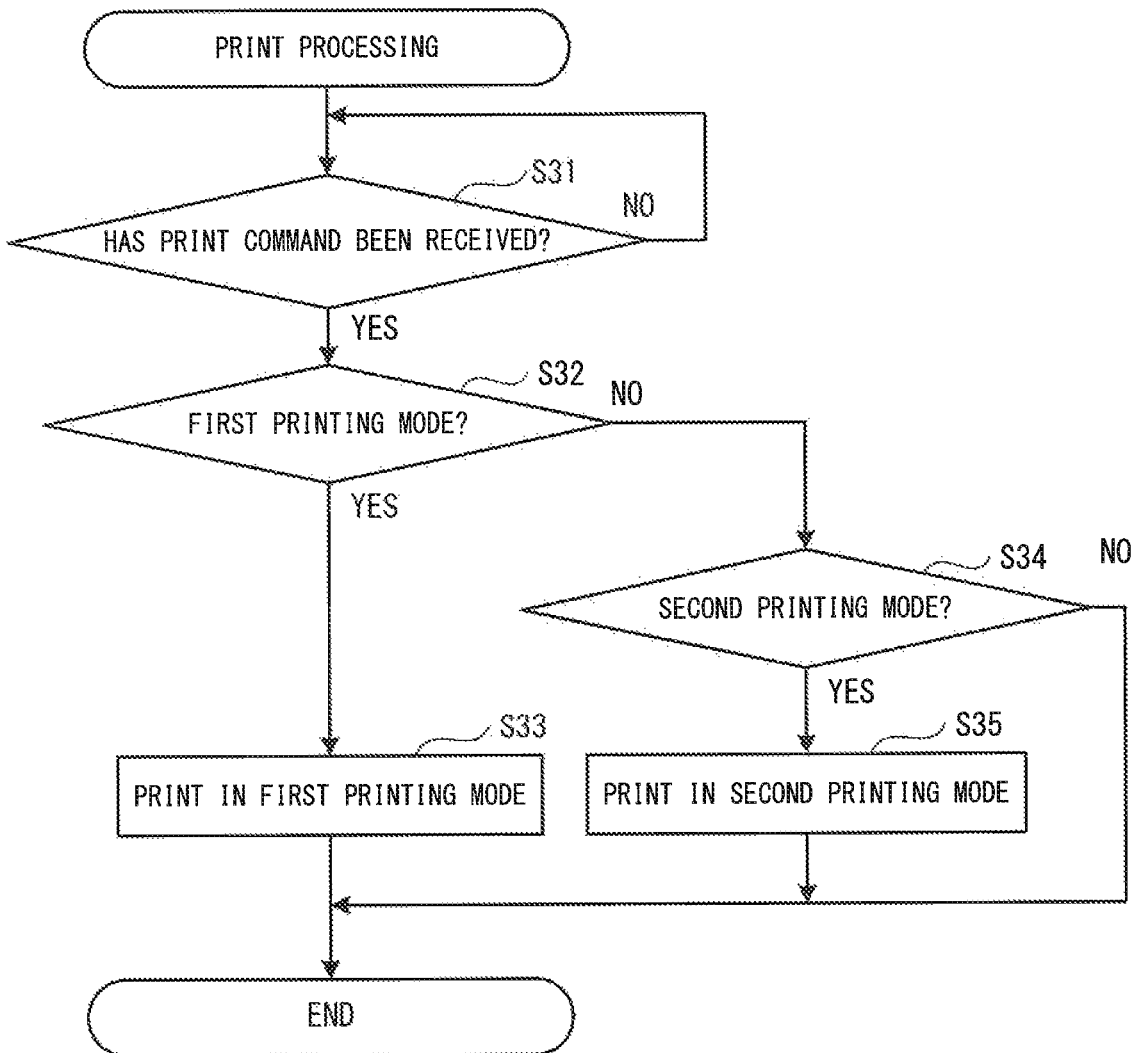 PRINT PROCESSING
S31
NO
HAS PRINT COMMAND BEEN RECEIVED?
YES
S32
NO
FIRST PRINTING MODE?
YES
S34
NO
SECOND PRINTING MODE?
YES
S33
S35
PRINT IN FIRST PRINTING MODE
PRINT IN SECOND PRINTING MODE
END